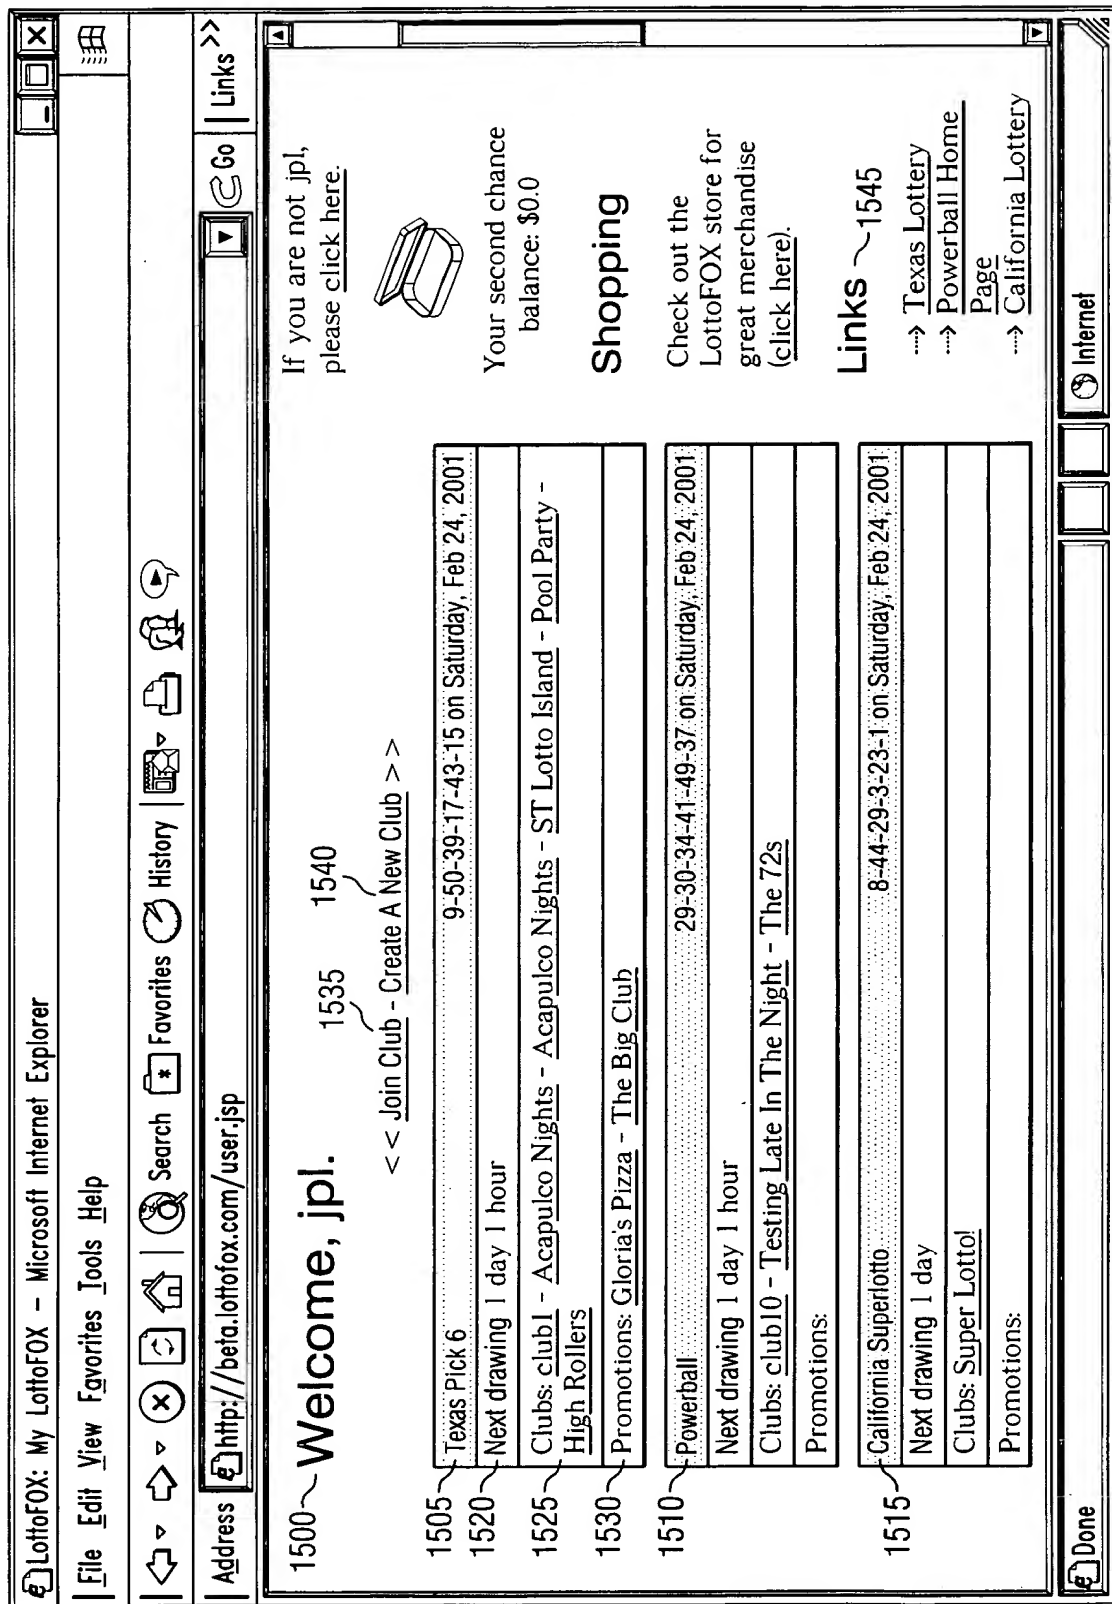 LottoFOX: My LottoFOX – Microsoft Internet Explorer
File Edit View Favorites Tools Help
Search Favorites History
Address http://beta.lottofox.com/user.jsp Go Links >>
1500 Welcome, jpl.
If you are not jpl,
please click here.
1535 1540
<< Join Club - Create A New Club >>
1505 Texas Pick 6 9-50-39-17-43-15 on Saturday, Feb 24, 2001
1520 Next drawing 1 day 1 hour
1525 Clubs: club1 - Acapulco Nights - Acapulco Nights - ST Lotto Island - Pool Party -
High Rollers
1530 Promotions: Gloria's Pizza - The Big Club
1510 Powerball 29-30-34-41-49-37 on Saturday, Feb 24, 2001
Next drawing 1 day 1 hour
Clubs: club10 - Testing Late In The Night - The 72s
Promotions:
1515 California Superlotto 8-44-29-3-23-1 on Saturday, Feb 24, 2001
Next drawing 1 day
Clubs: Super Lotto!
Promotions:
Your second chance
balance: $0.0
Shopping
Check out the
LottoFOX store for
great merchandise
(click here).
Links 1545
Texas Lottery
Powerball Home
Page
California Lottery
Done Internet